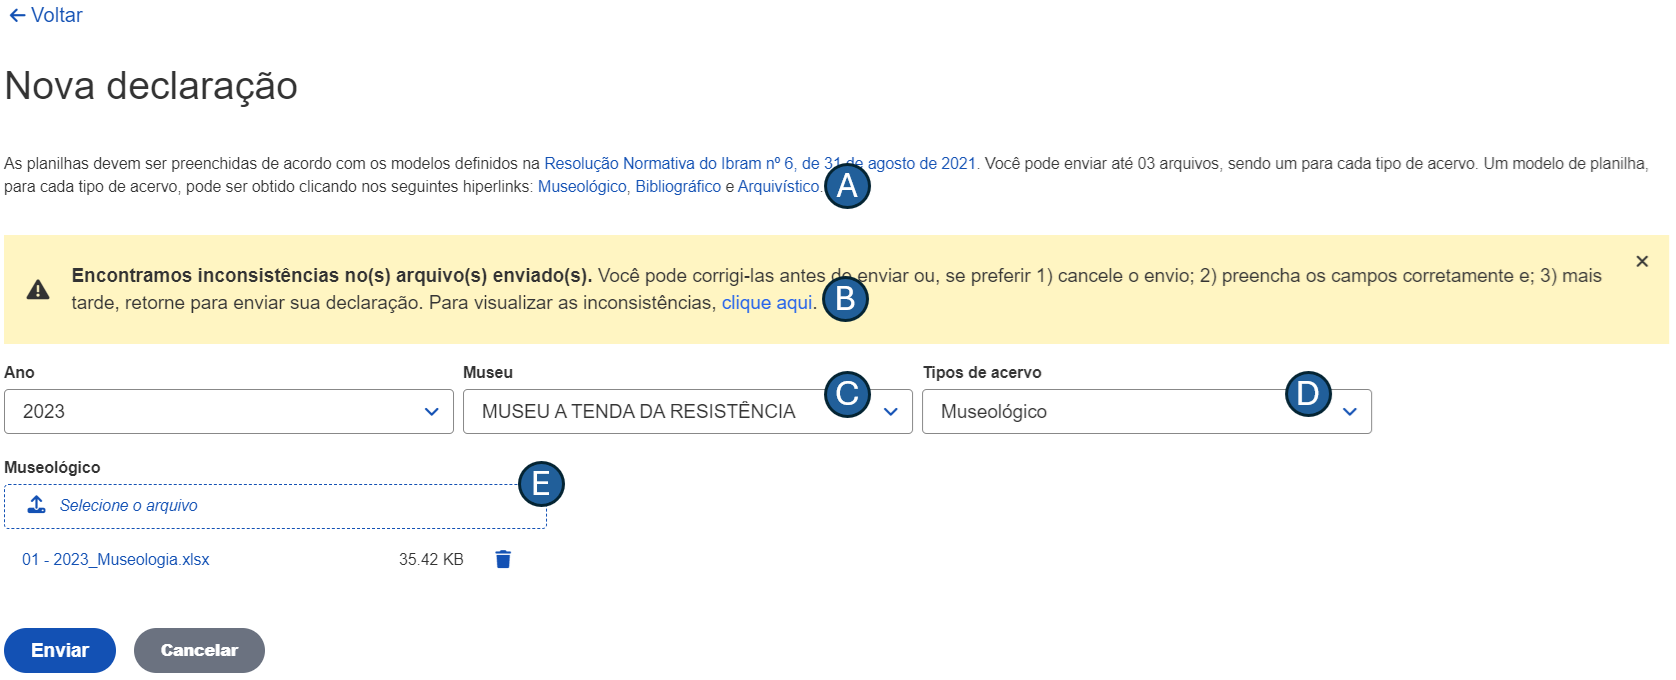 Voltar
Nova declaração
As planilhas devem ser preenchidas de acordo com os modelos definidos na Resolução Normativa do Ibram nº 6, de 31 de agosto de 2021. Você pode enviar até 03 arquivos, sendo um para cada tipo de acervo. Um modelo de planilha,
para cada tipo de acervo, pode ser obtido clicando nos seguintes hiperlinks: Museológico, Bibliográfico e Arquivístico. A
Encontramos inconsistências no(s) arquivo(s) enviado(s). Você pode corrigi-las antes de enviar ou, se preferir 1) cancele o envio; 2) preencha os campos corretamente e; 3) mais
tarde, retorne para enviar sua declaração. Para visualizar as inconsistências, clique aqui. B
Ano Museu Tipos de acervo
2023 MUSEU A TENDA DA RESISTÊNCIA C Museológico D
Museológico
Selecione o arquivo E
01 - 2023_Museologia.xlsx 35.42 KB
Enviar Cancelar